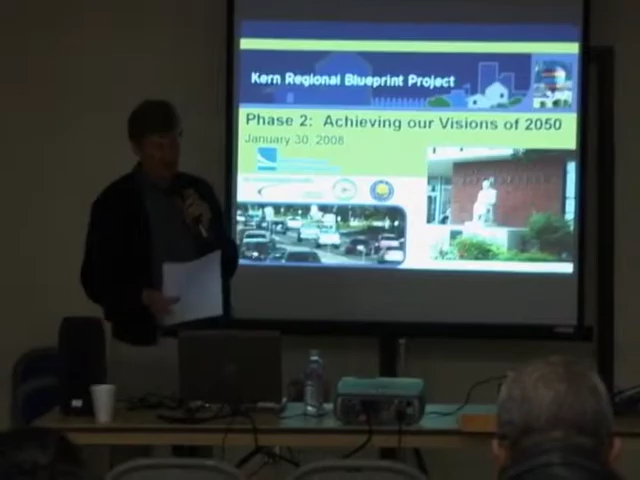 Kern Regional Blueprint Project
Phase 2: Achieving our Visions of 2050
January 30, 2008